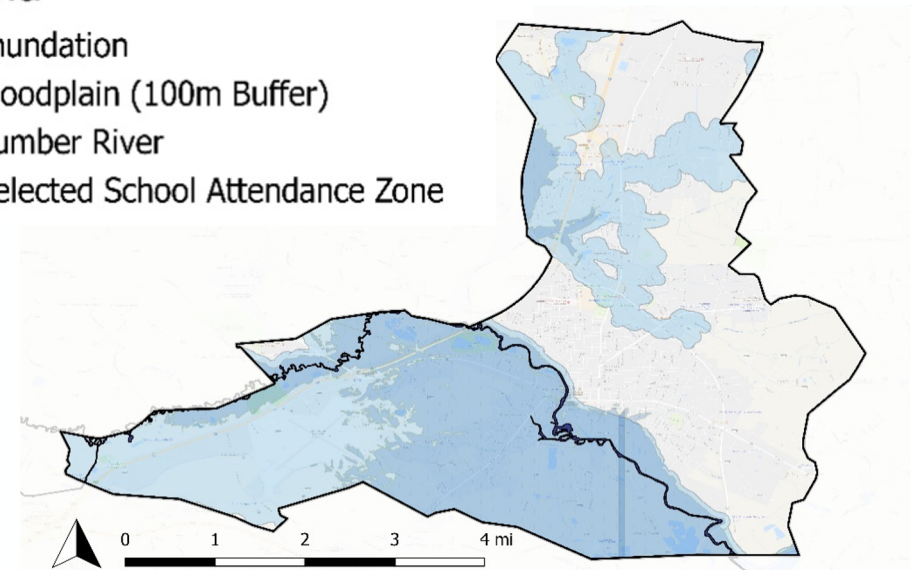 nundation
oodplain (100m Buffer)
umber River
elected School Attendance Zone
0 1 2 3 4 mi